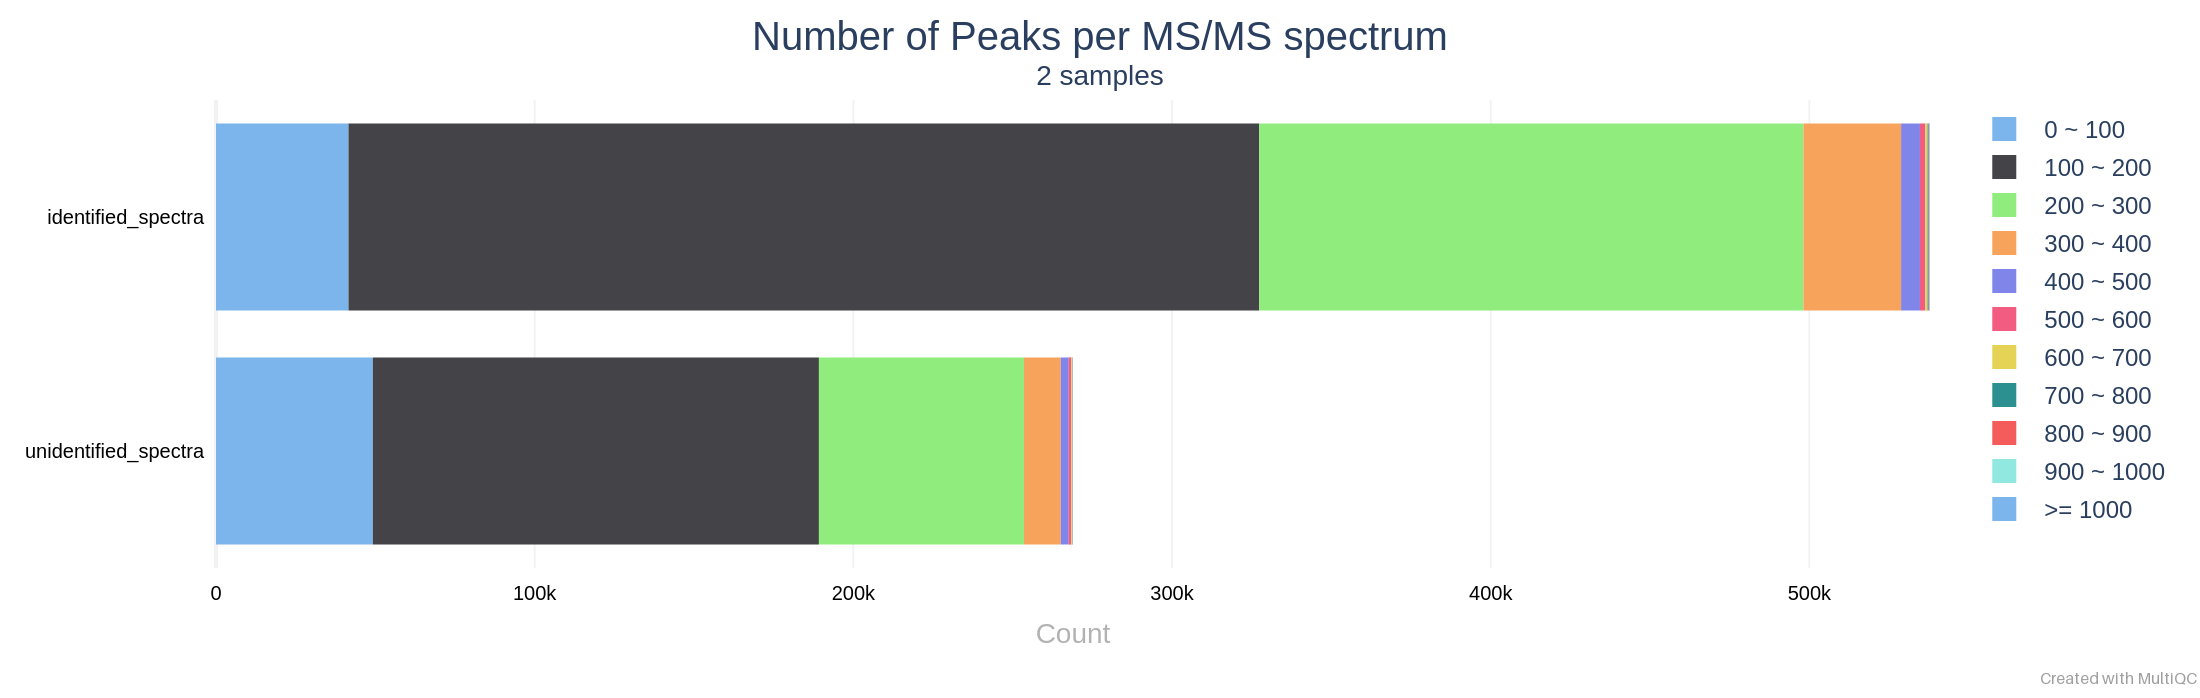 Number of Peaks per MS/MS spectrum
2 samples
identified_spectra
unidentified_spectra
0
100k
200k
300k
400k
500k
Count
0 ~ 100
100 ~ 200
200 ~ 300
300 ~ 400
400 ~ 500
500 ~ 600
600 ~ 700
700 ~ 800
800 ~ 900
900 ~ 1000
>= 1000
Created with MultiQC